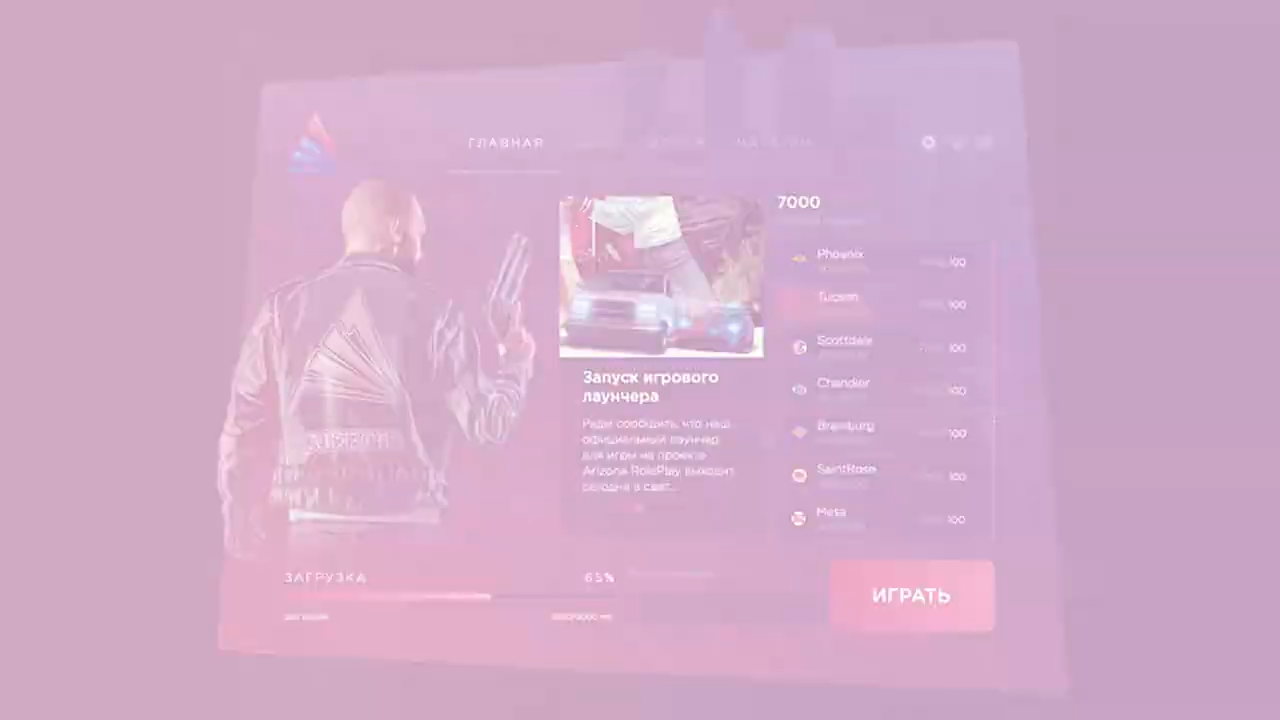 ГЛАВНАЯ
7000
Phoenix
100
Tucson
100
Scottdale
100
Chandler
100
Brainburg
100
SaintRose
100
Mesa
100
Запуск игрового
лаунчера
Рады сообщить, что наш
официальный лаунчер
для игры на проекте
Arizona RolePlay выходит
сегодня в свет...
ЗАГРУЗКА
65%
ИГРАТЬ